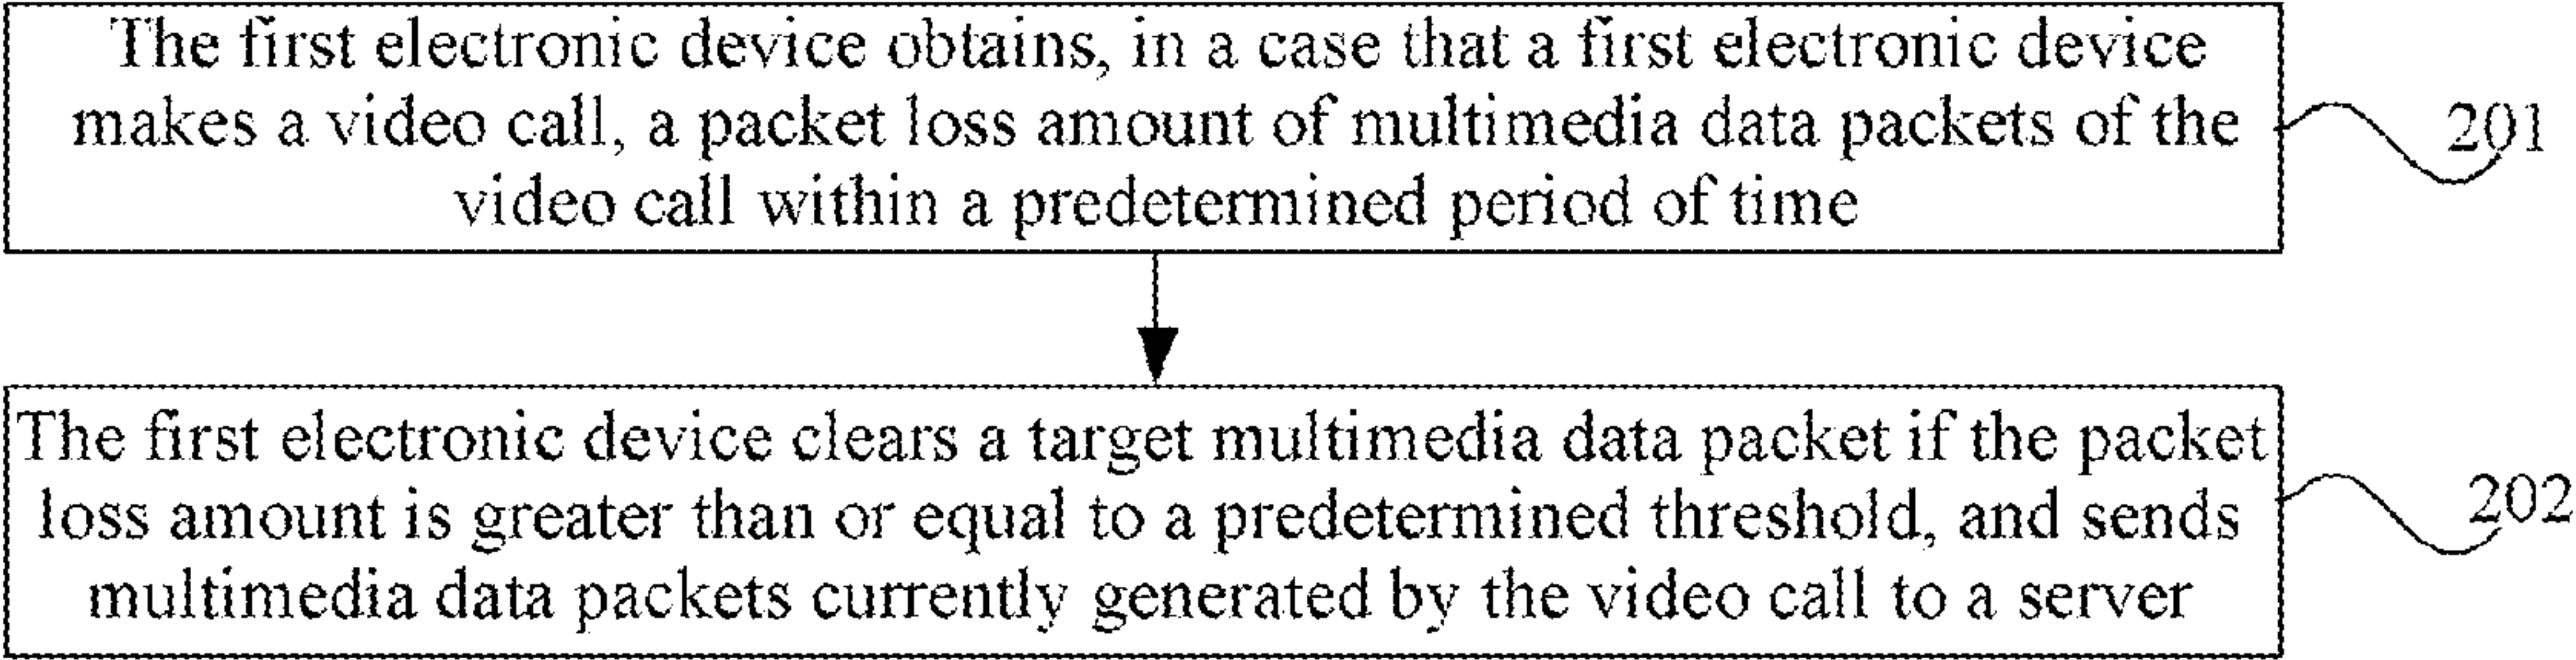 The first electronic device obtains, in a case that a first electronic device
makes a video call, a packet loss amount of multimedia data packets of the
video call within a predetermined period of time
201
The first electronic device clears a target multimedia data packet if the packet
loss amount is greater than or equal to a predetermined threshold, and sends
multimedia data packets currently generated by the video call to a server
202